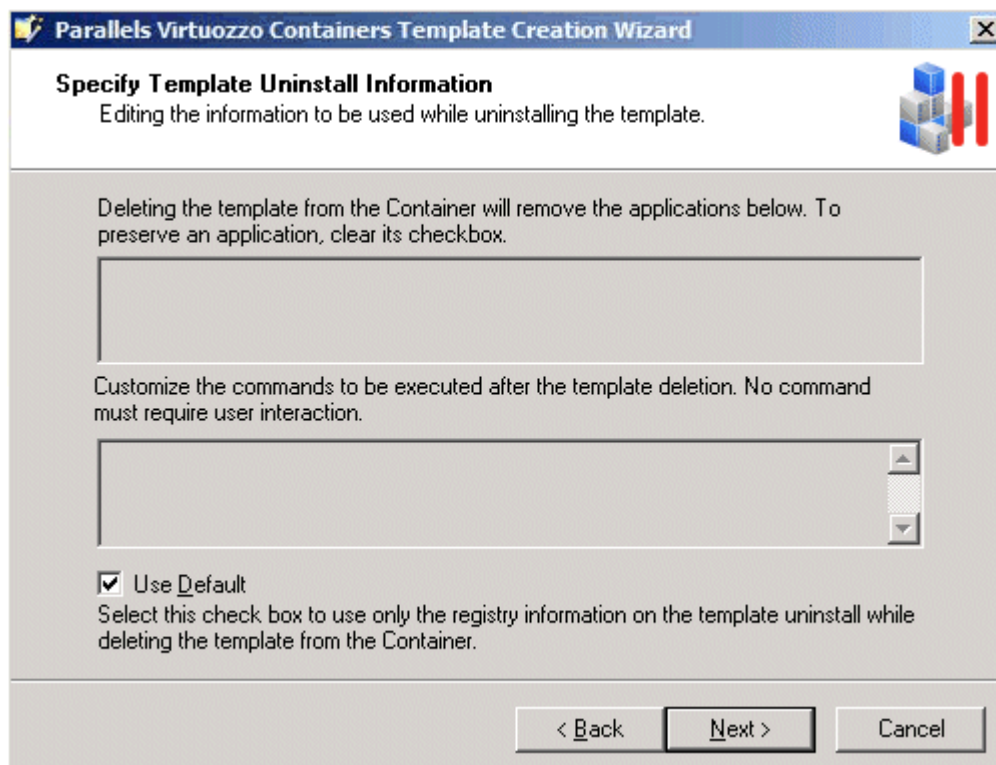 Parallels Virtuozzo Containers Template Creation Wizard
Specify Template Uninstall Information
Editing the information to be used while uninstalling the template.
Deleting the template from the Container will remove the applications below. To
preserve an application, clear its checkbox.
Customize the commands to be executed after the template deletion. No command
must require user interaction.
Use Default
Select this check box to use only the registry information on the template uninstall while
deleting the template from the Container.
< Back Next > Cancel